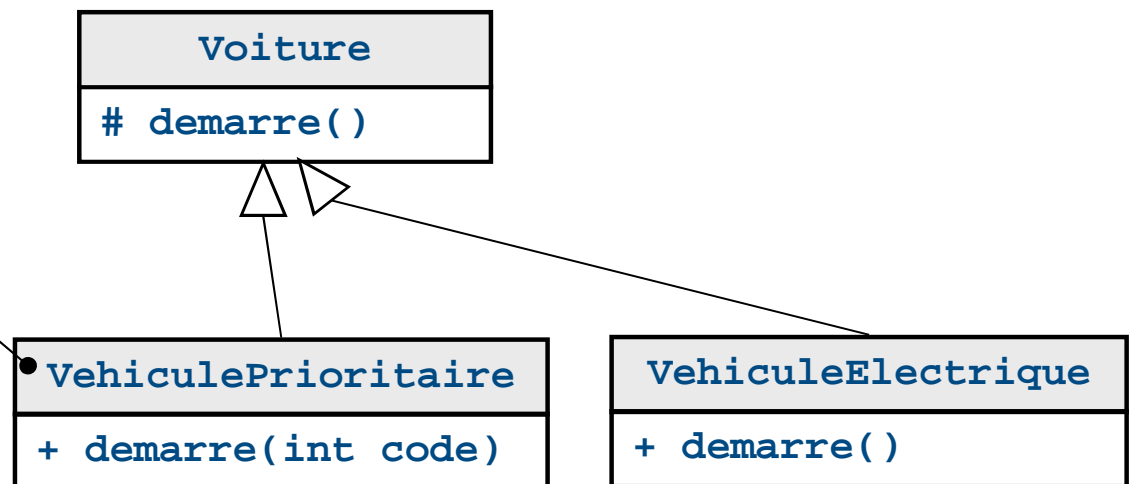 Voiture
# demarre()
VehiculePrioritaire
+ demarre(int code)
VehiculeElectrique
+ demarre()